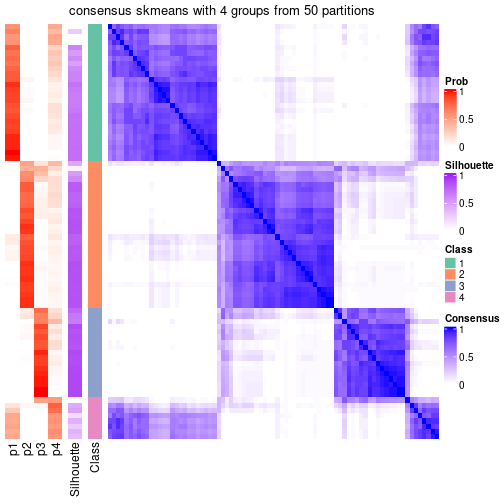 consensus skmeans with 4 groups from 50 partitions
Prob
1
0.5
0
Silhouette
1
0.5
0
Class
1
2
3
4
Consensus
1
0.5
0
p1
p2
p3
p4
Silhouette
Class